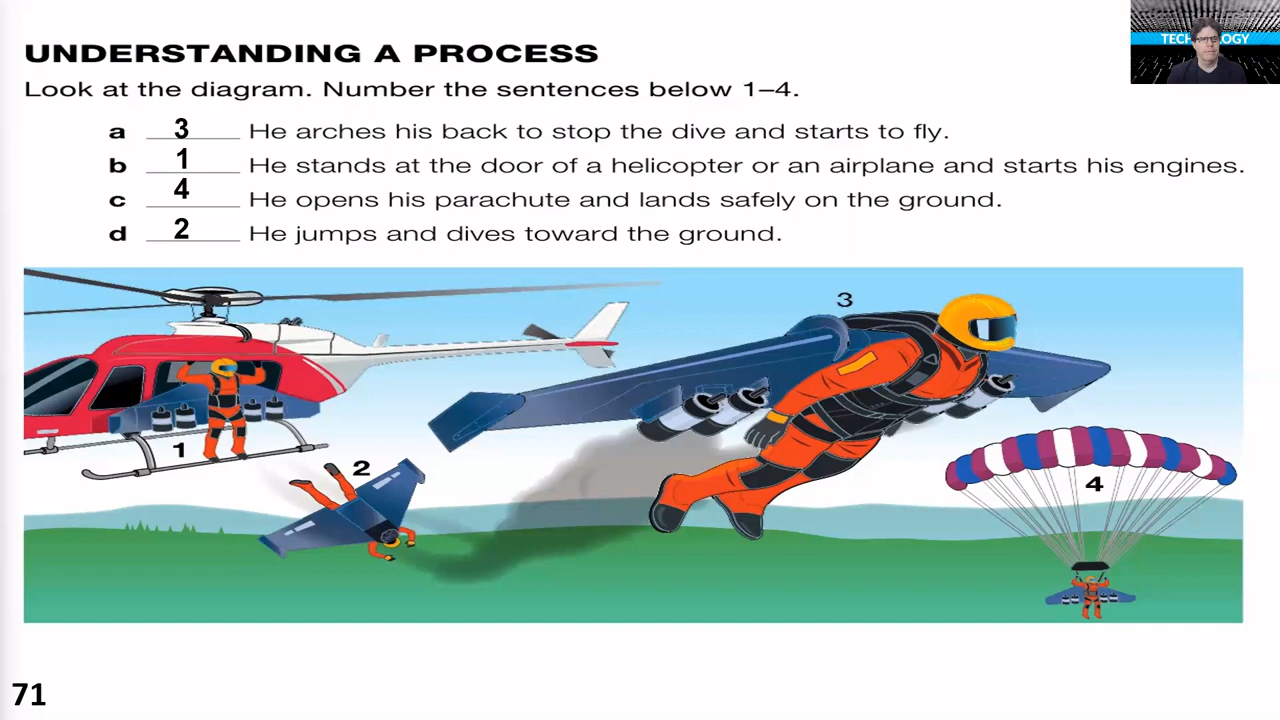 TECHNOLOGY
UNDERSTANDING A PROCESS
Look at the diagram. Number the sentences below 1–4.
a 3 He arches his back to stop the dive and starts to fly.
b 1 He stands at the door of a helicopter or an airplane and starts his engines.
c 4 He opens his parachute and lands safely on the ground.
d 2 He jumps and dives toward the ground.
3
1
2
4
71